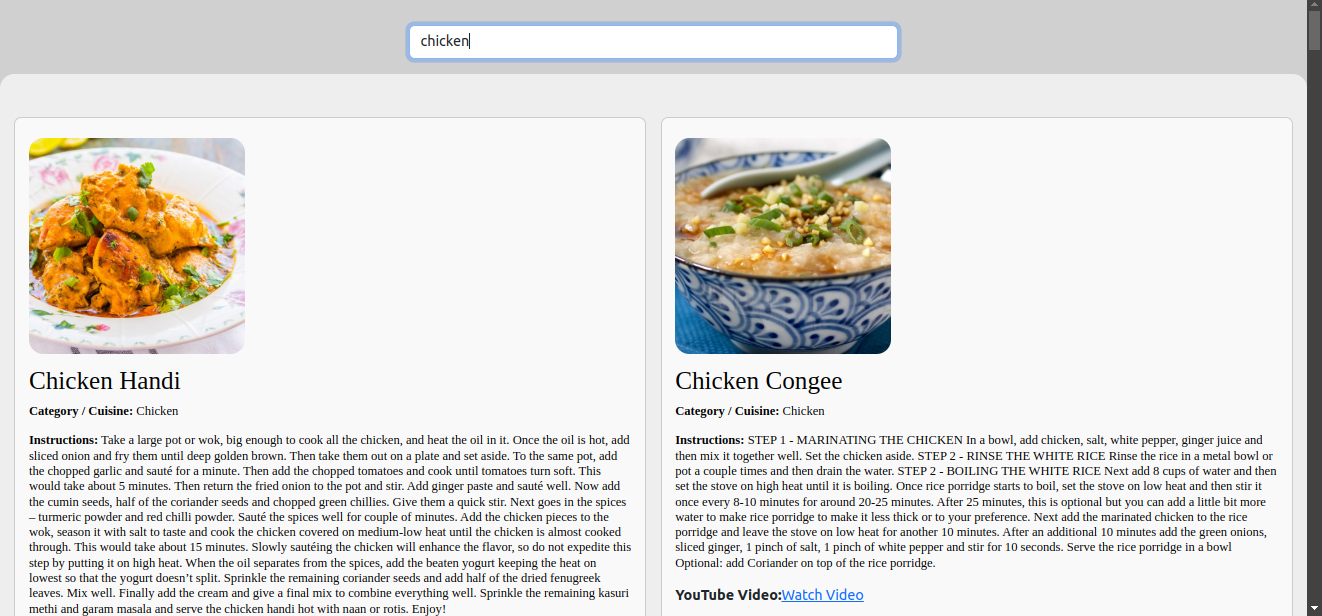 chicken
Chicken Handi
Category / Cuisine: Chicken
Instructions: Take a large pot or wok, big enough to cook all the chicken, and heat the oil in it. Once the oil is hot, add
sliced onion and fry them until deep golden brown. Then take them out on a plate and set aside. To the same pot, add
the chopped garlic and sauté for a minute. Then add the chopped tomatoes and cook until tomatoes turn soft. This
would take about 5 minutes. Then return the fried onion to the pot and stir. Add ginger paste and sauté well. Now add
the cumin seeds, half of the coriander seeds and chopped green chillies. Give them a quick stir. Next goes in the spices
– turmeric powder and red chilli powder. Sauté the spices well for couple of minutes. Add the chicken pieces to the
wok, season it with salt to taste and cook the chicken covered on medium-low heat until the chicken is almost cooked
through. This would take about 15 minutes. Slowly sautéing the chicken will enhance the flavor, so do not expedite this
step by putting it on high heat. When the oil separates from the spices, add the beaten yogurt keeping the heat on
lowest so that the yogurt doesn’t split. Sprinkle the remaining coriander seeds and add half of the dried fenugreek
leaves. Mix well. Finally add the cream and give a final mix to combine everything well. Sprinkle the remaining kasuri
methi and garam masala and serve the chicken handi hot with naan or rotis. Enjoy!
Chicken Congee
Category / Cuisine: Chicken
Instructions: STEP 1 - MARINATING THE CHICKEN In a bowl, add chicken, salt, white pepper, ginger juice and
then mix it together well. Set the chicken aside. STEP 2 - RINSE THE WHITE RICE Rinse the rice in a metal bowl or
pot a couple times and then drain the water. STEP 2 - BOILING THE WHITE RICE Next add 8 cups of water and then
set the stove on high heat until it is boiling. Once rice porridge starts to boil, set the stove on low heat and then stir it
once every 8-10 minutes for around 20-25 minutes. After 25 minutes, this is optional but you can add a little bit more
water to make rice porridge to make it less thick or to your preference. Next add the marinated chicken to the rice
porridge and leave the stove on low heat for another 10 minutes. After an additional 10 minutes add the green onions,
sliced ginger, 1 pinch of salt, 1 pinch of white pepper and stir for 10 seconds. Serve the rice porridge in a bowl
Optional: add Coriander on top of the rice porridge.
YouTube Video:Watch Video